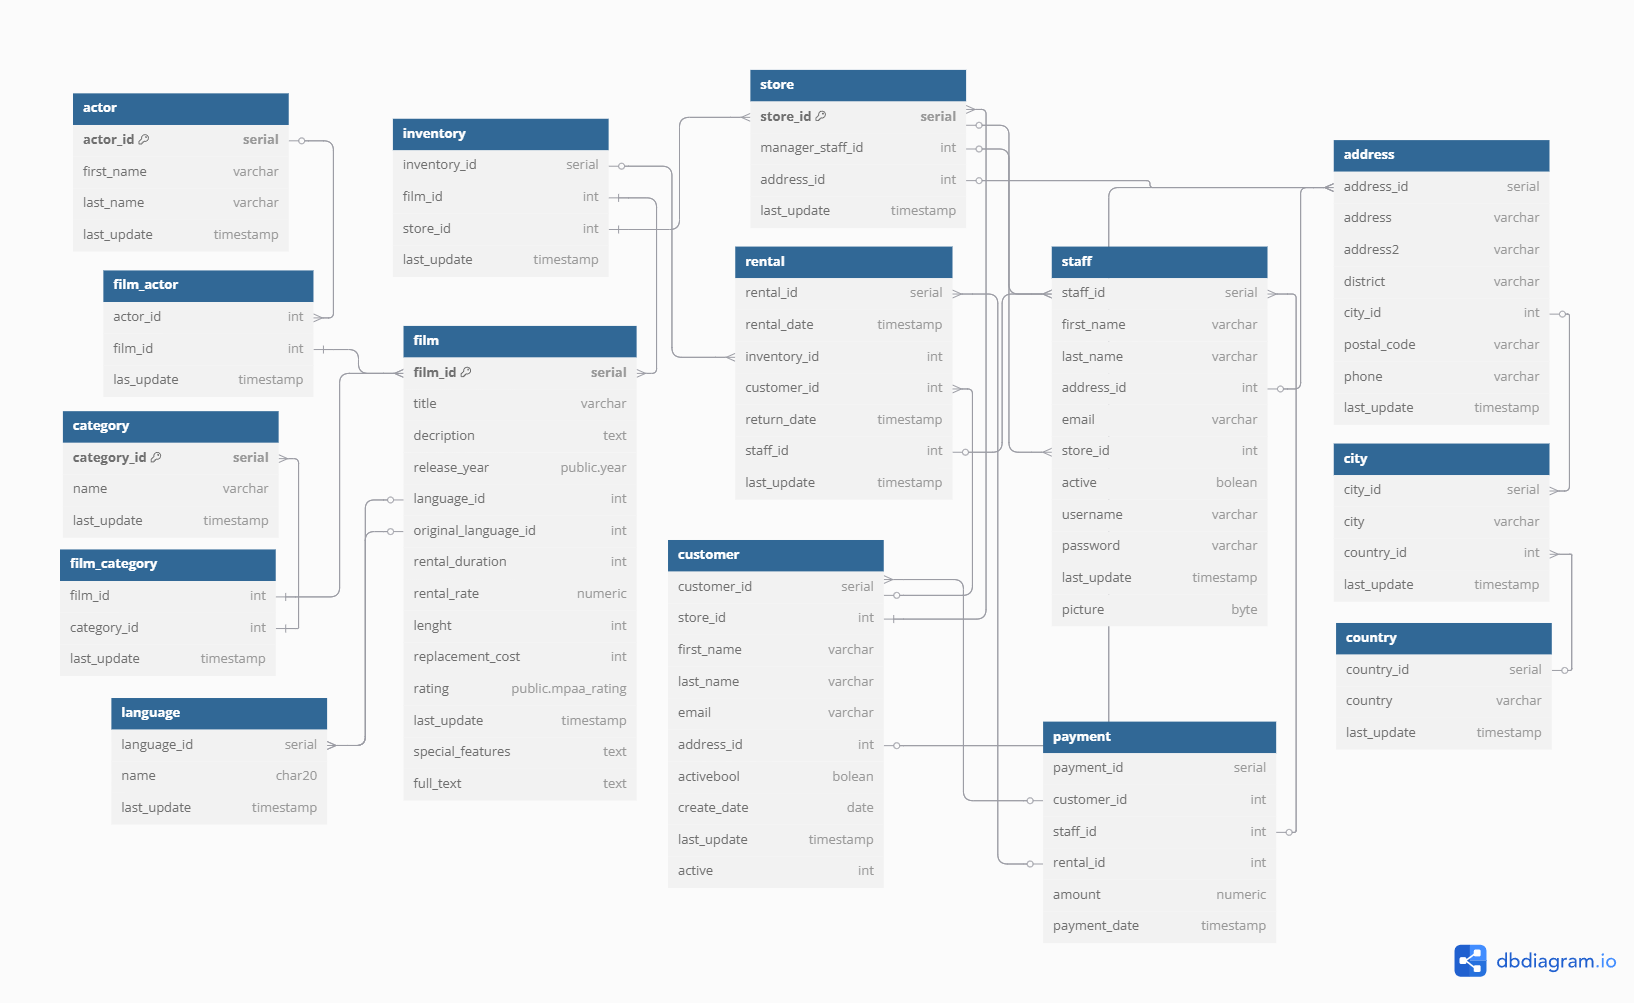 actor
actor_id serial
first_name varchar
last_name varchar
last_update timestamp
film_actor
actor_id int
film_id int
las_update timestamp
category
category_id serial
name varchar
last_update timestamp
film_category
film_id int
category_id int
last_update timestamp
language
language_id serial
name char20
last_update timestamp
inventory
inventory_id serial
film_id int
store_id int
last_update timestamp
film
film_id serial
title varchar
decription text
release_year public.year
language_id int
original_language_id int
rental_duration int
rental_rate numeric
lenght int
replacement_cost int
rating public.mpaa_rating
last_update timestamp
special_features text
full_text text
store
store_id serial
manager_staff_id int
address_id int
last_update timestamp
rental
rental_id serial
rental_date timestamp
inventory_id int
customer_id int
return_date timestamp
staff_id int
last_update timestamp
customer
customer_id serial
store_id int
first_name varchar
last_name varchar
email varchar
address_id int
activebool bolean
create_date date
last_update timestamp
active int
staff
staff_id serial
first_name varchar
last_name varchar
address_id int
email varchar
store_id int
active bolean
username varchar
password varchar
last_update timestamp
picture byte
payment
payment_id serial
customer_id int
staff_id int
rental_id int
amount numeric
payment_date timestamp
address
address_id serial
address varchar
address2 varchar
district varchar
city_id int
postal_code varchar
phone varchar
last_update timestamp
city
city_id serial
city varchar
country_id int
last_update timestamp
country
country_id serial
country varchar
last_update timestamp
dbdiagram.io